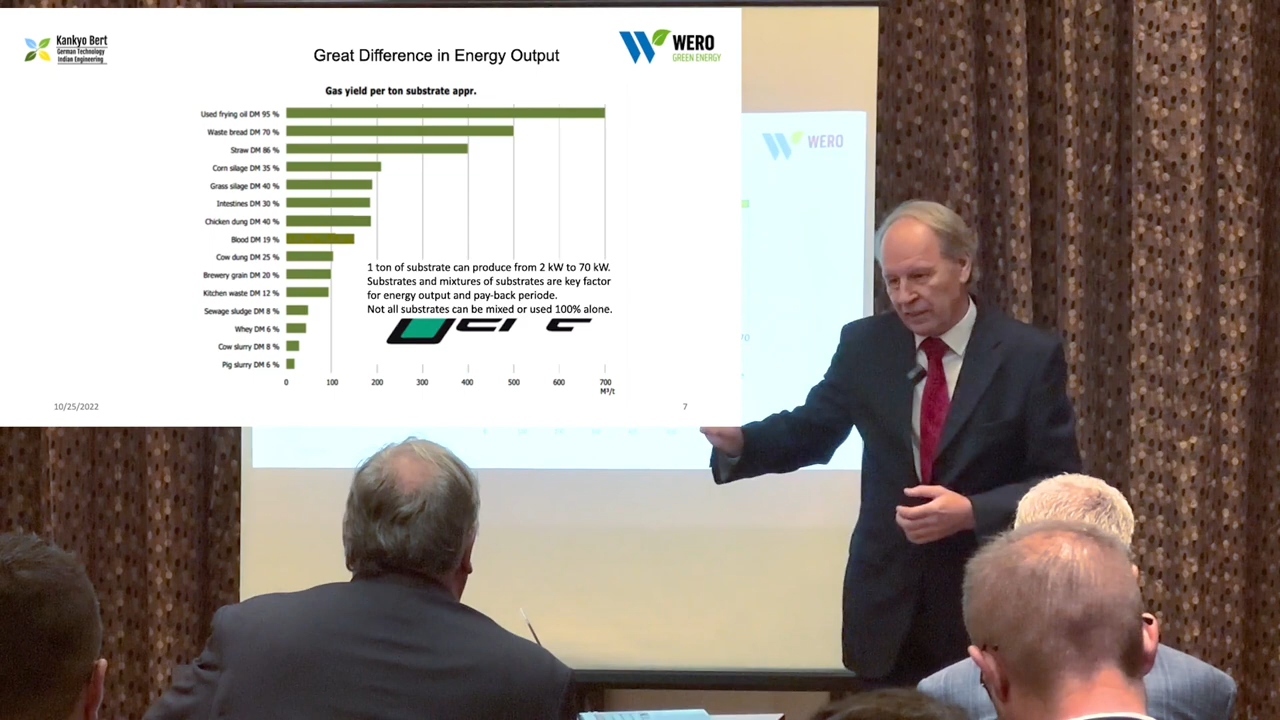 Kankyo Bert
German Technology
Indian Engineering
Great Difference in Energy Output
WERO
GREEN ENERGY
Gas yield per ton substrate appr.
Used frying oil DM 95 %
Waste bread DM 70 %
Straw DM 86 %
Corn silage DM 35 %
Grass silage DM 40 %
Intestines DM 30 %
Chicken dung DM 40 %
Blood DM 19 %
Cow dung DM 25 %
Brewery grain DM 20 %
Kitchen waste DM 12 %
Sewage sludge DM 8 %
Whey DM 6 %
Cow slurry DM 8 %
Pig slurry DM 6 %
1 ton of substrate can produce from 2 kW to 70 kW.
Substrates and mixtures of substrates are key factor
for energy output and pay-back periode.
Not all substrates can be mixed or used 100% alone.
0 100 200 300 400 500 600 700
M³/t
10/25/2022
7
WERO